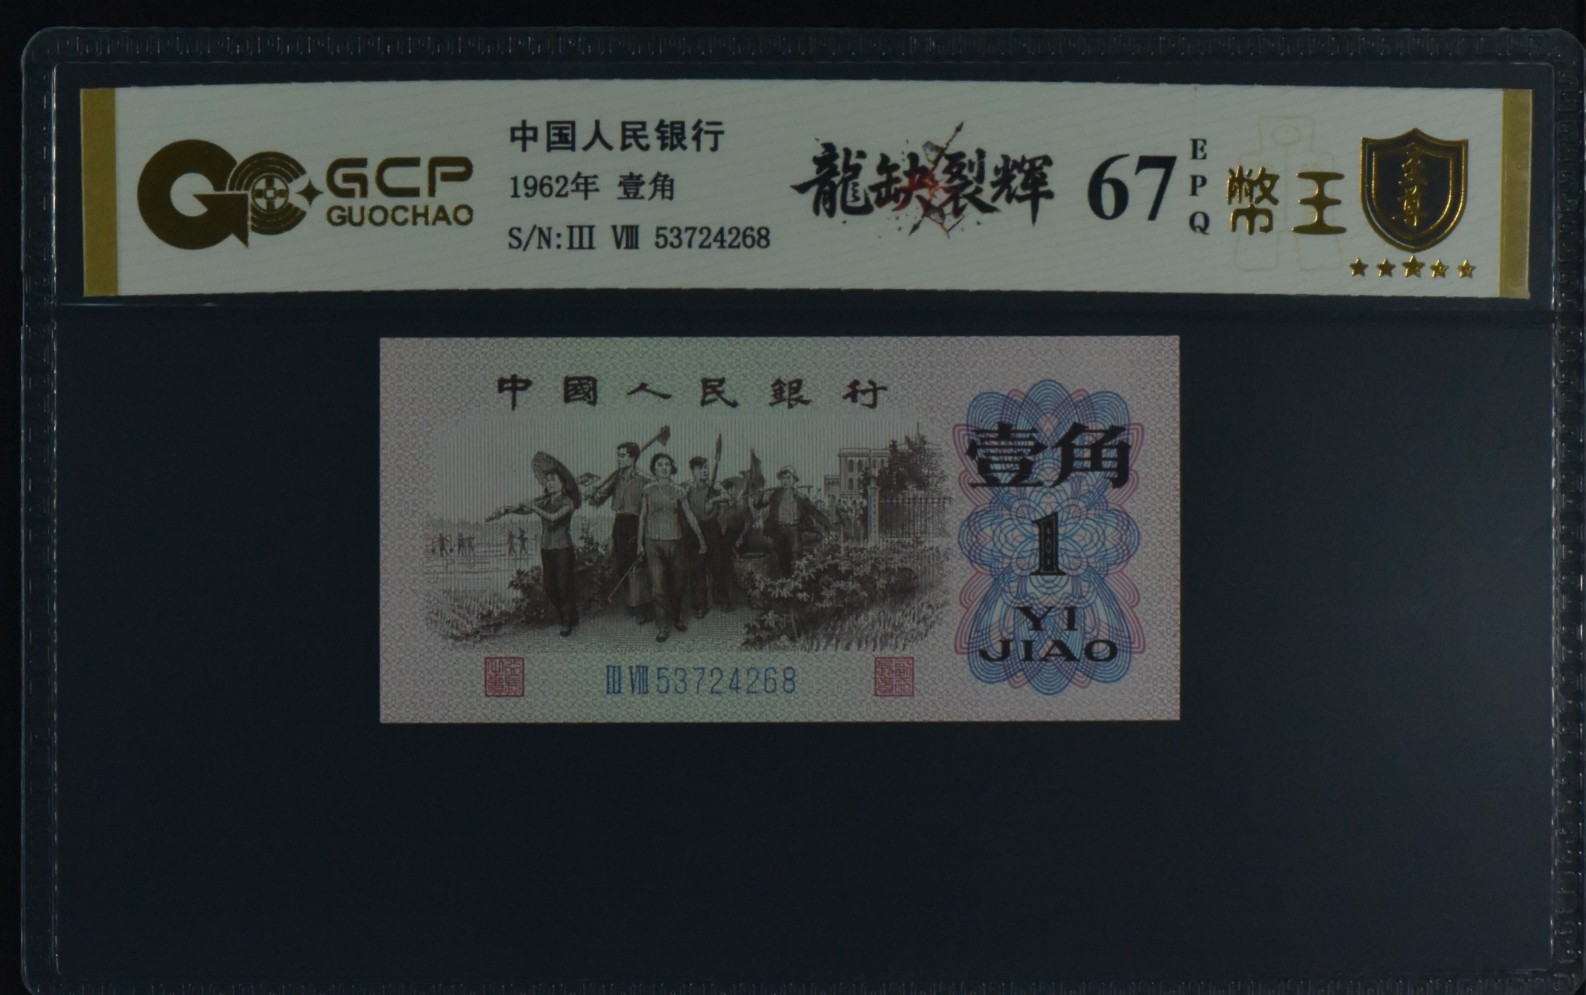 GCP
GUOCHAO
中国人民银行
1962年 壹角
S/N:III VIII 53724268
龍缺裂辉
67
EPQ
幣王
至尊
中國人民銀行
壹角
1
YI
JIAO
III VIII 53724268